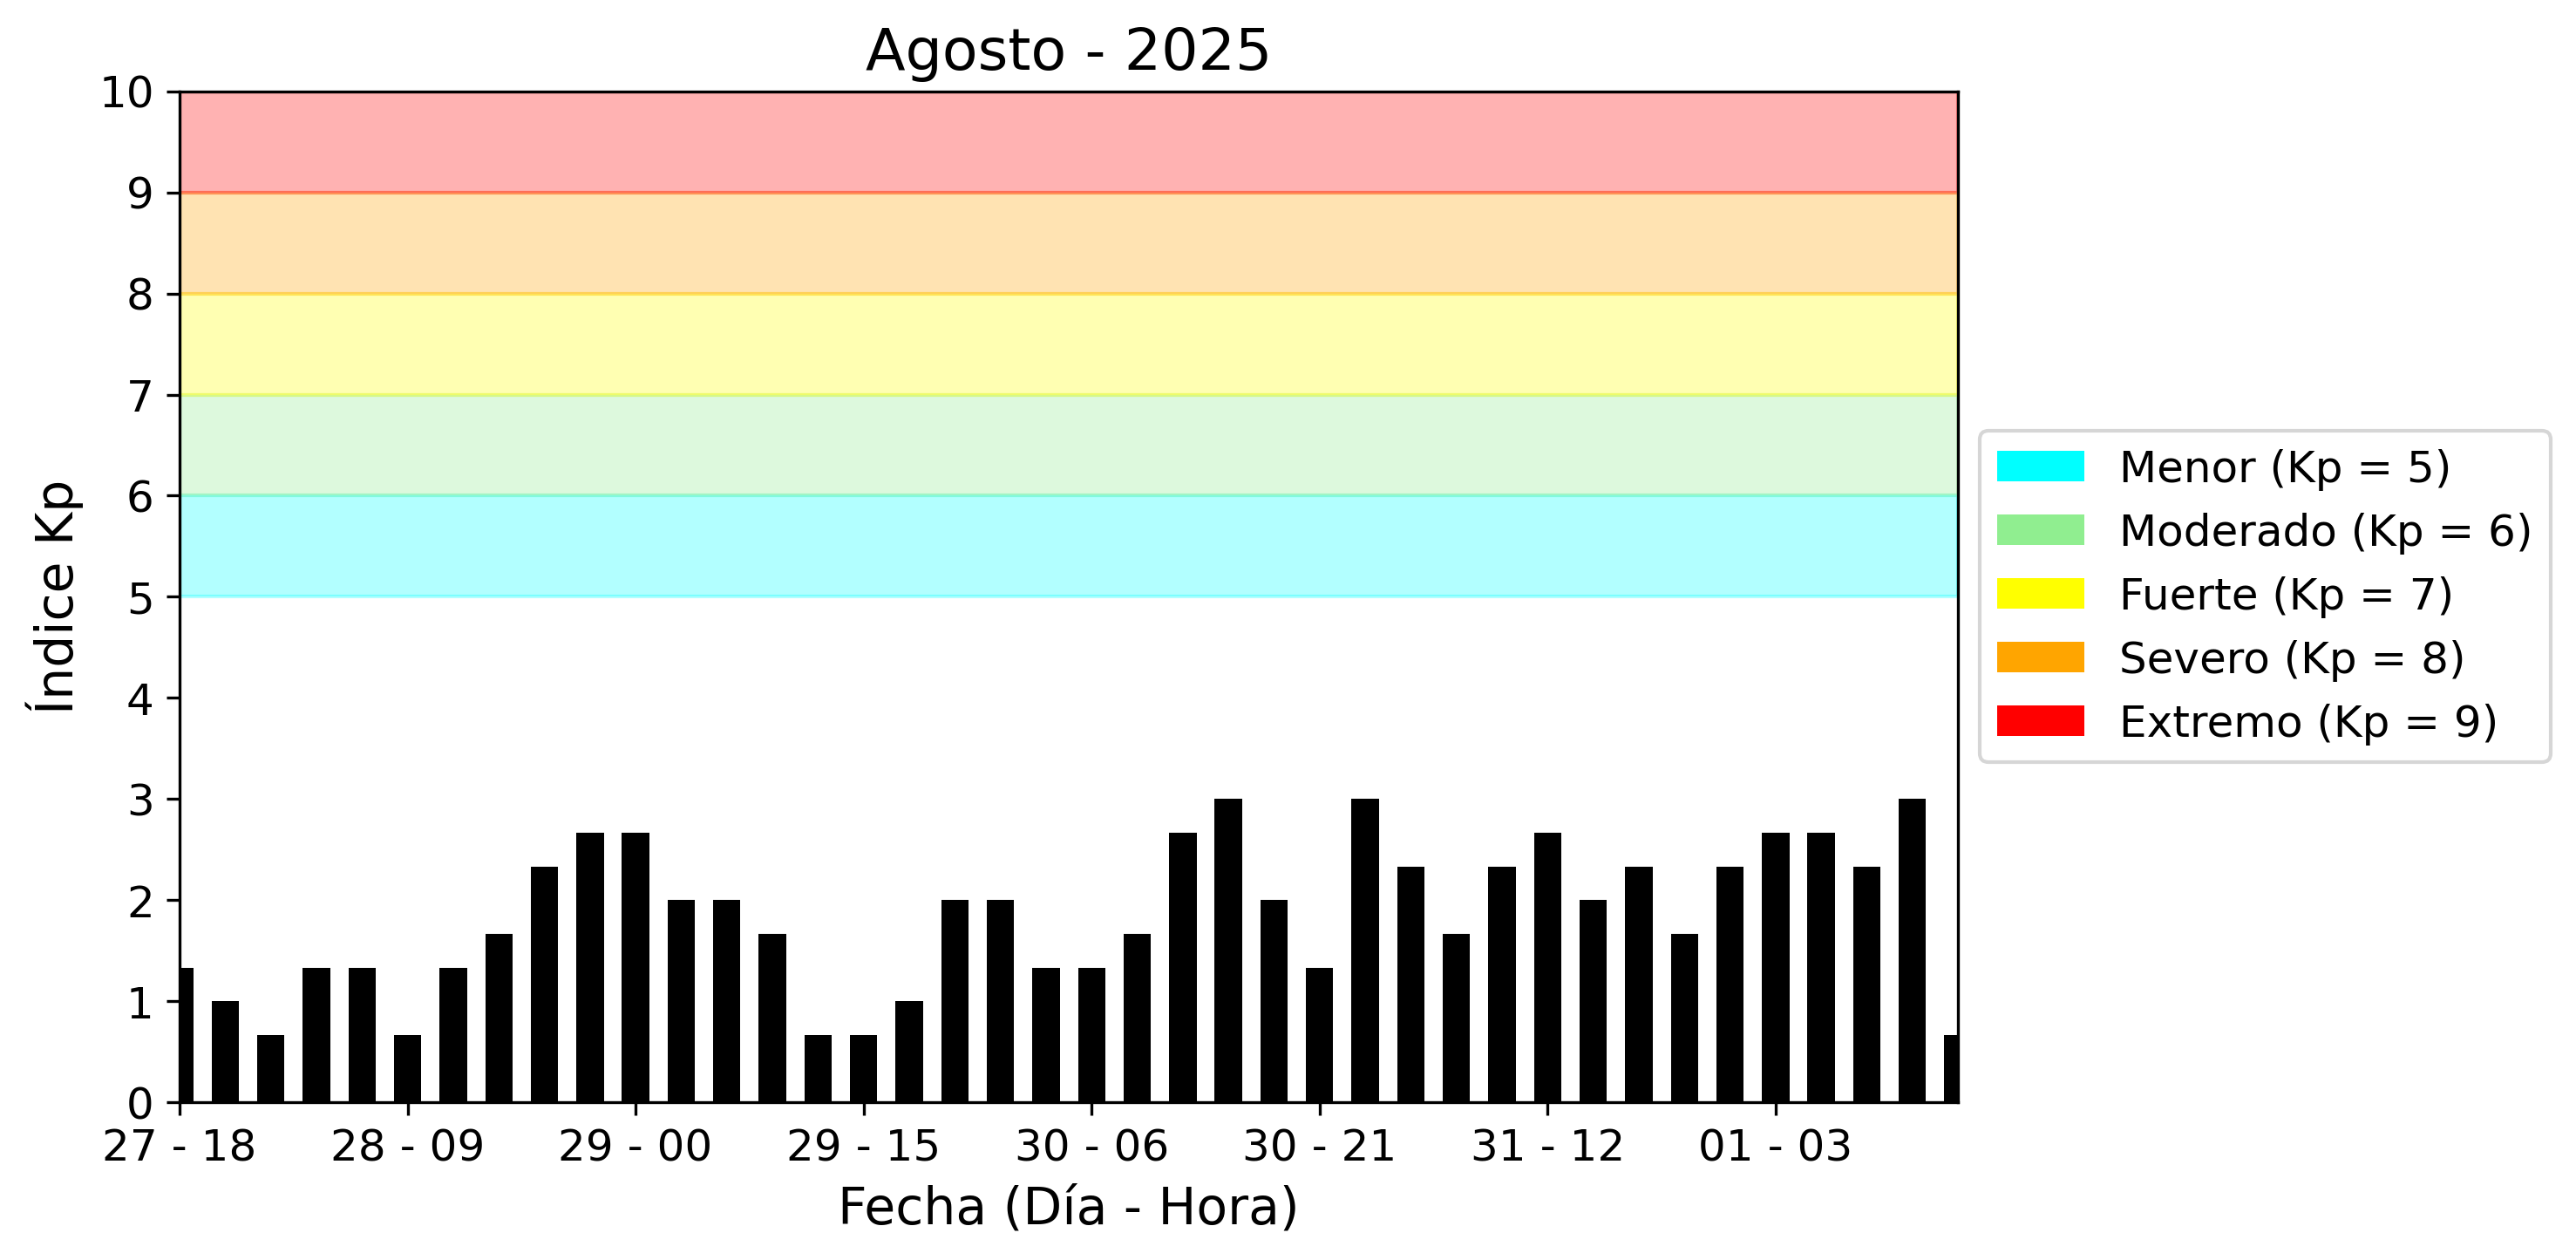 Agosto - 2025
10
9
8
7
6
5
4
3
2
1
0
Índice Kp
27 - 18
28 - 09
29 - 00
29 - 15
30 - 06
30 - 21
31 - 12
01 - 03
Fecha (Día - Hora)
Menor (Kp = 5)
Moderado (Kp = 6)
Fuerte (Kp = 7)
Severo (Kp = 8)
Extremo (Kp = 9)